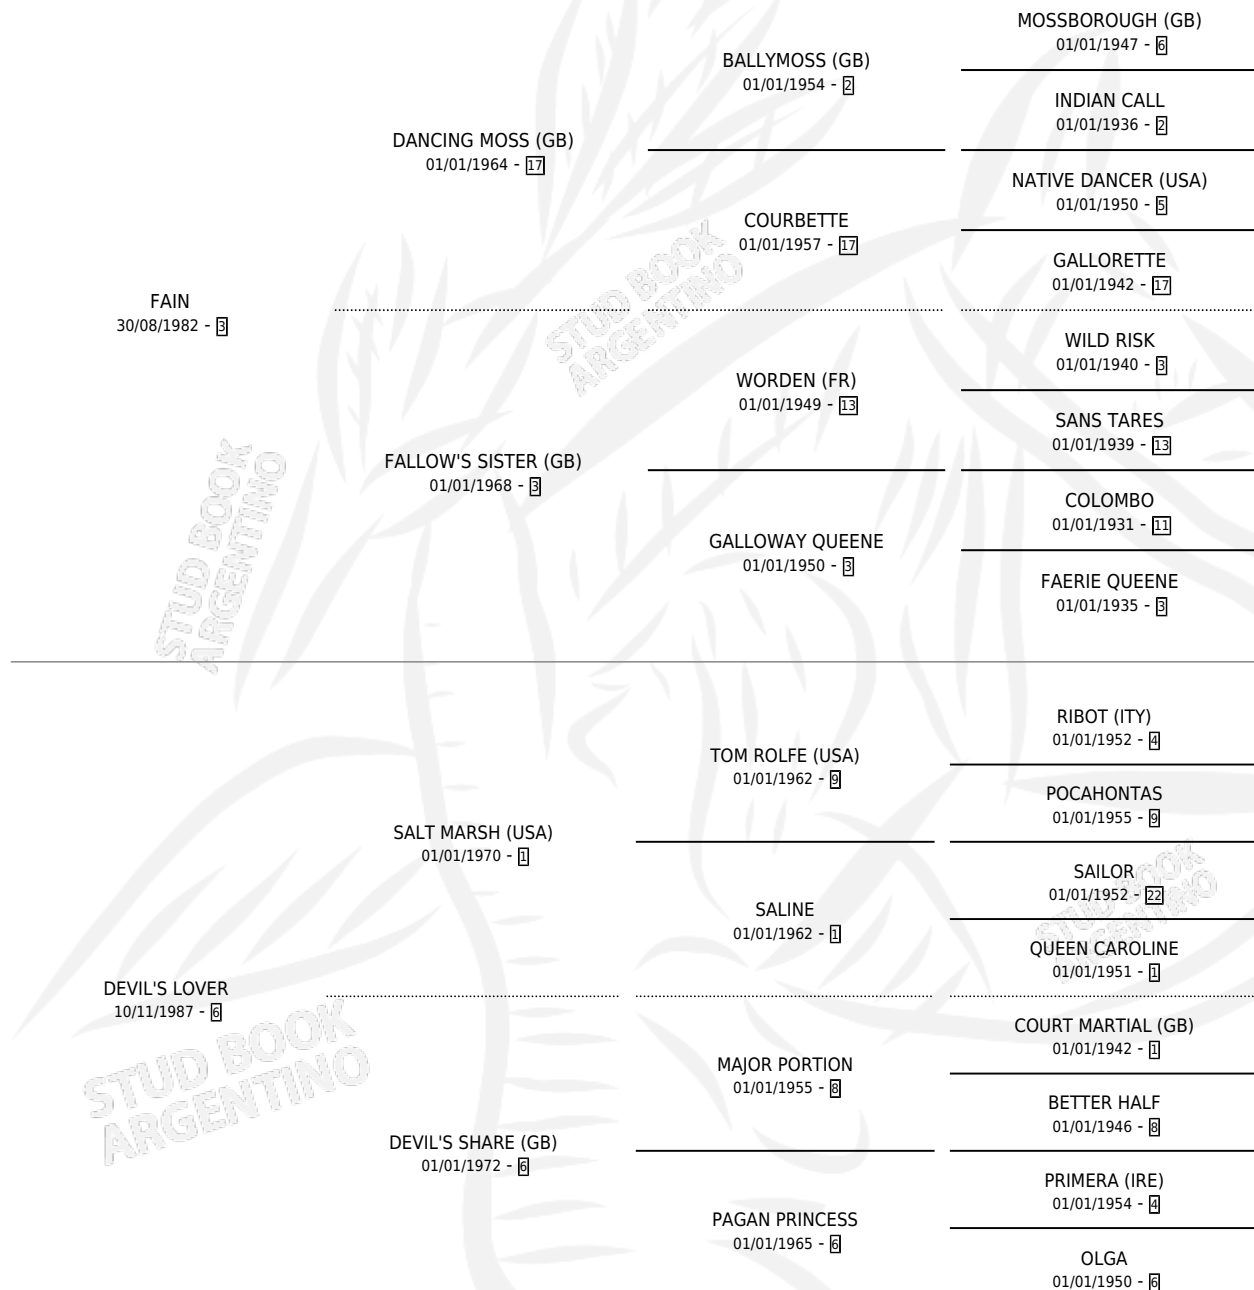 MOSSBOROUGH (GB)
01/01/1947 - 6
BALLYMOSS (GB)
01/01/1954 - 2
INDIAN CALL
01/01/1936 - 2
DANCING MOSS (GB)
01/01/1964 - 17
NATIVE DANCER (USA)
01/01/1950 - 5
COURBETTE
01/01/1957 - 17
GALLORETTE
01/01/1942 - 17
FAIN
30/08/1982 - 3
WILD RISK
01/01/1940 - 3
WORDEN (FR)
01/01/1949 - 13
SANS TARES
01/01/1939 - 13
FALLOW'S SISTER (GB)
01/01/1968 - 3
COLOMBO
01/01/1931 - 11
GALLOWAY QUEENE
01/01/1950 - 3
FAERIE QUEENE
01/01/1935 - 3
STUD BOOK
ARGENTINO
STUD BOOK
ARGENTINO
RIBOT (ITY)
01/01/1952 - 4
TOM ROLFE (USA)
01/01/1962 - 9
POCAHONTAS
01/01/1955 - 9
SALT MARSH (USA)
01/01/1970 - 1
SAILOR
01/01/1952 - 22
SALINE
01/01/1962 - 1
QUEEN CAROLINE
01/01/1951 - 1
DEVIL'S LOVER
10/11/1987 - 6
COURT MARTIAL (GB)
01/01/1942 - 1
MAJOR PORTION
01/01/1955 - 8
BETTER HALF
01/01/1946 - 8
DEVIL'S SHARE (GB)
01/01/1972 - 6
PRIMERA (IRE)
01/01/1954 - 4
PAGAN PRINCESS
01/01/1965 - 6
OLGA
01/01/1950 - 6
STUD BOOK
ARGENTINO
STUD BOOK
ARGENTINO